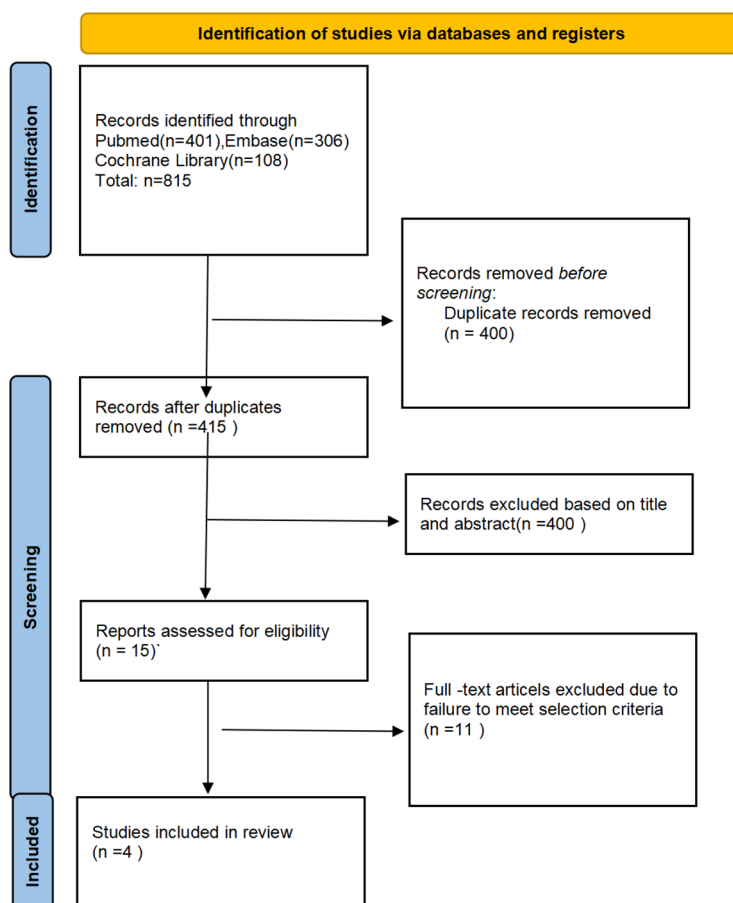 Identification of studies via databases and registers
Identification
Records identified through
Pubmed(n=401),Embase(n=306)
Cochrane Library(n=108)
Total: n=815
Records removed before
screening:
Duplicate records removed
(n = 400)
Screening
Records after duplicates
removed (n =415 )
Records excluded based on title
and abstract(n =400 )
Reports assessed for eligibility
(n = 15)`
Full -text articels excluded due to
failure to meet selection criteria
(n =11 )
Included
Studies included in review
(n =4 )